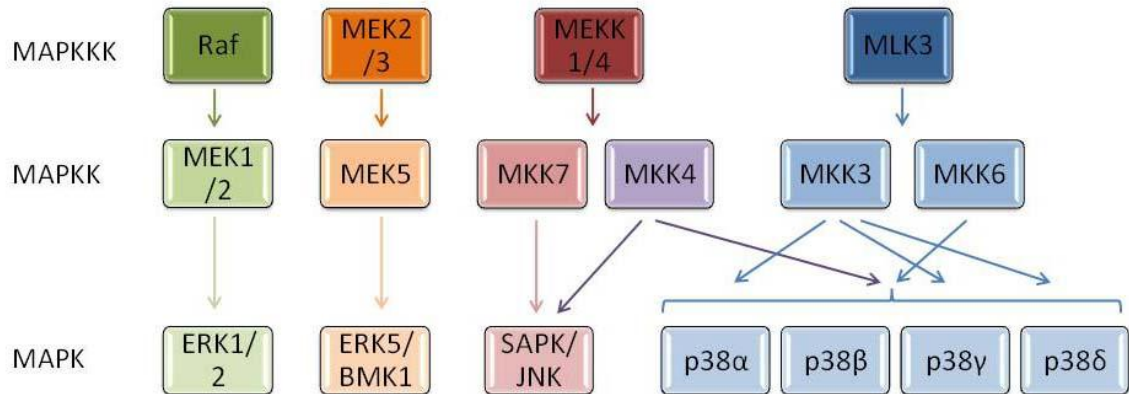 MAPKKK
Raf
MEK2
/3
MEKK
1/4
MLK3
MAPKK
MEK1
/2
MEK5
MKK7
MKK4
MKK3
MKK6
MAPK
ERK1/
2
ERK5/
BMK1
SAPK/
JNK
p38α
p38β
p38γ
p38δ